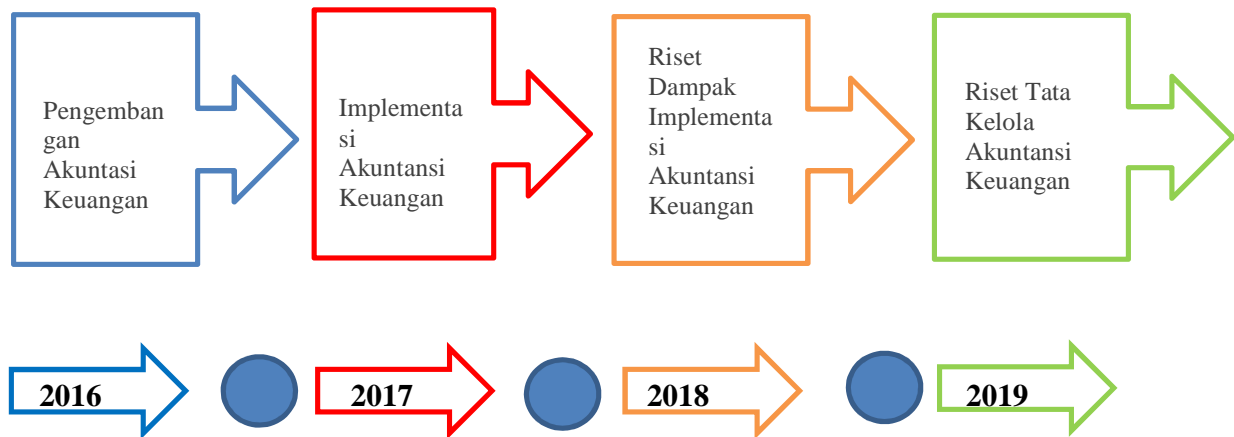 Pengemban
gan
Akuntasi
Keuangan
Implementa
si
Akuntansi
Keuangan
Riset
Dampak
Implementa
si
Akuntansi
Keuangan
Riset Tata
Kelola
Akuntansi
Keuangan
2016
2017
2018
2019